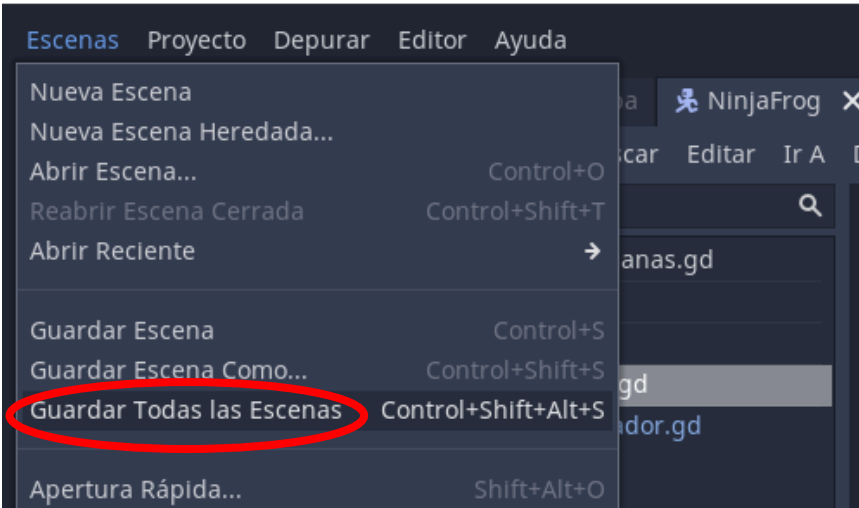 Escenas Proyecto Depurar Editor Ayuda
Nueva Escena
NinjaFrog
Nueva Escena Heredada...
Editar Ir A
Abrir Escena... Control+O
Reabrir Escena Cerrada Control+Shift+T
Abrir Reciente
anas.gd
Guardar Escena Control+S
Guardar Escena Como... Control+Shift+S
gd
Guardar Todas las Escenas Control+Shift+Alt+S
ador.gd
Apertura Rápida... Shift+Alt+O